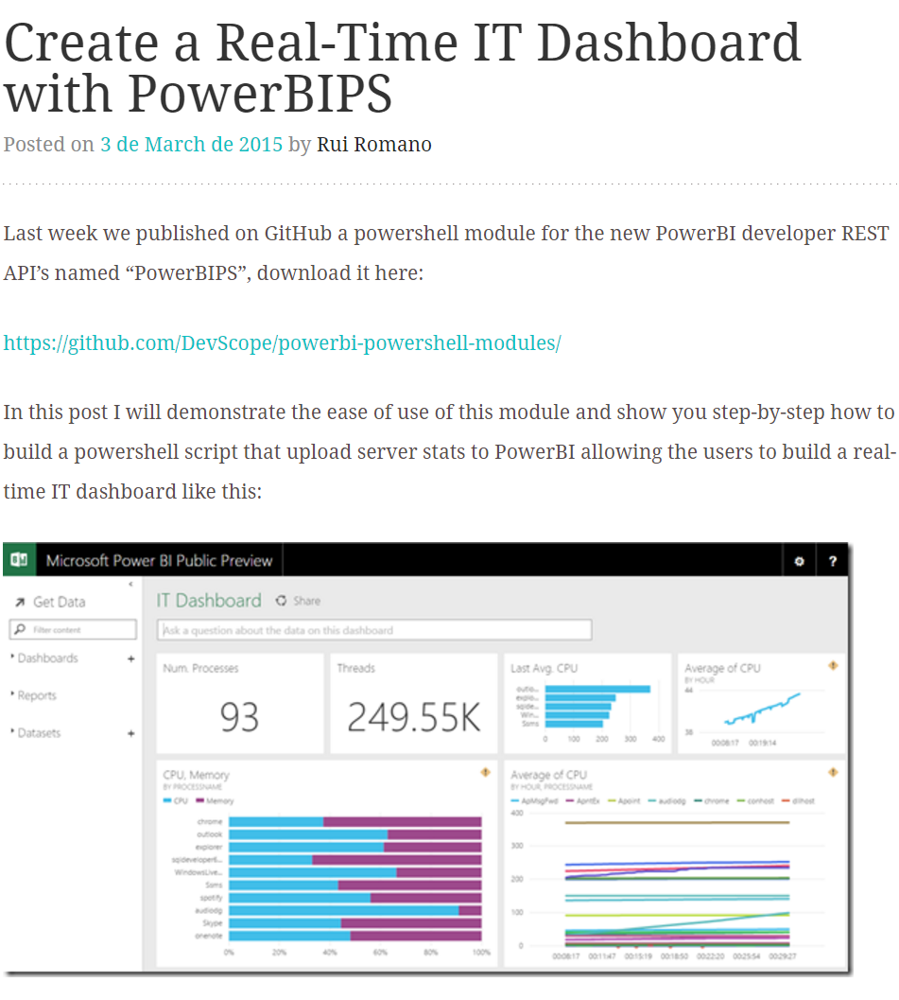 Create a Real-Time IT Dashboard
with PowerBIPS
Posted on 3 de March de 2015 by Rui Romano
Last week we published on GitHub a powershell module for the new PowerBI developer REST
API’s named “PowerBIPS”, download it here:
https://github.com/DevScope/powerbi-powershell-modules/
In this post I will demonstrate the ease of use of this module and show you step-by-step how to
build a powershell script that upload server stats to PowerBI allowing the users to build a real-
time IT dashboard like this:
Microsoft Power BI Public Preview
?
Get Data
Filter content
Dashboards +
Reports
Datasets +
IT Dashboard Share
Ask a question about the data on this dashboard
Num. Processes
93
Threads
249.55K
Last Avg. CPU
outlo...
explo...
sqlde...
Win...
Ssms
0 100 200 300 400
Average of CPU
BY HOUR
44
38
00:08:17 00:19:14
CPU, Memory
BY PROCESSNAME
CPU Memory
chrome
outlook
explorer
sqldeveloper6...
WindowsLive...
Ssms
spotify
audiodg
Skype
onenote
0% 20% 40% 60% 80% 100%
Average of CPU
BY HOUR, PROCESSNAME
ApMsgFwd ApntEx Apoint audiodg chrome conhost dllhost
400
300
200
100
0
00:08:17 00:11:47 00:15:19 00:18:50 00:22:20 00:25:54 00:29:27